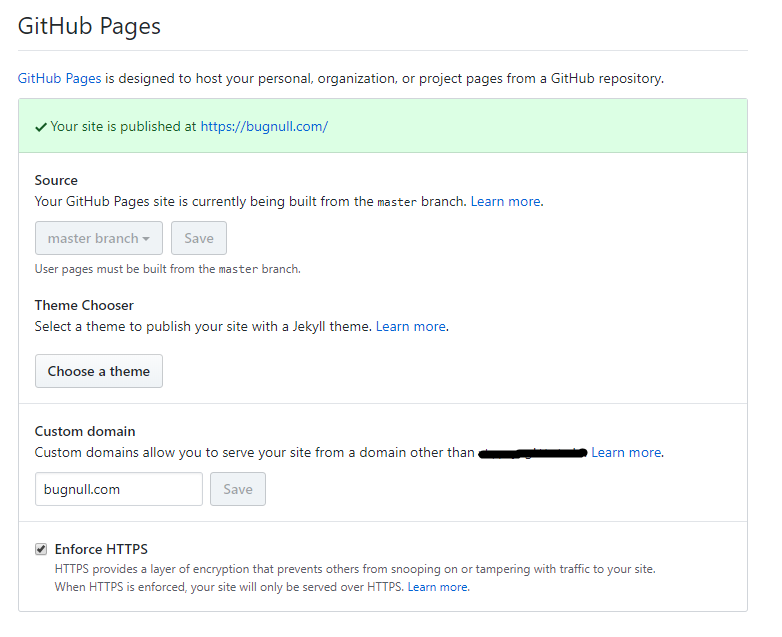 GitHub Pages
GitHub Pages is designed to host your personal, organization, or project pages from a GitHub repository.
Your site is published at https://bugnull.com/
Source
Your GitHub Pages site is currently being built from the master branch. Learn more.
master branch
Save
User pages must be built from the master branch.
Theme Chooser
Select a theme to publish your site with a Jekyll theme. Learn more.
Choose a theme
Custom domain
Custom domains allow you to serve your site from a domain other than Learn more.
bugnull.com
Save
Enforce HTTPS
HTTPS provides a layer of encryption that prevents others from snooping on or tampering with traffic to your site.
When HTTPS is enforced, your site will only be served over HTTPS. Learn more.